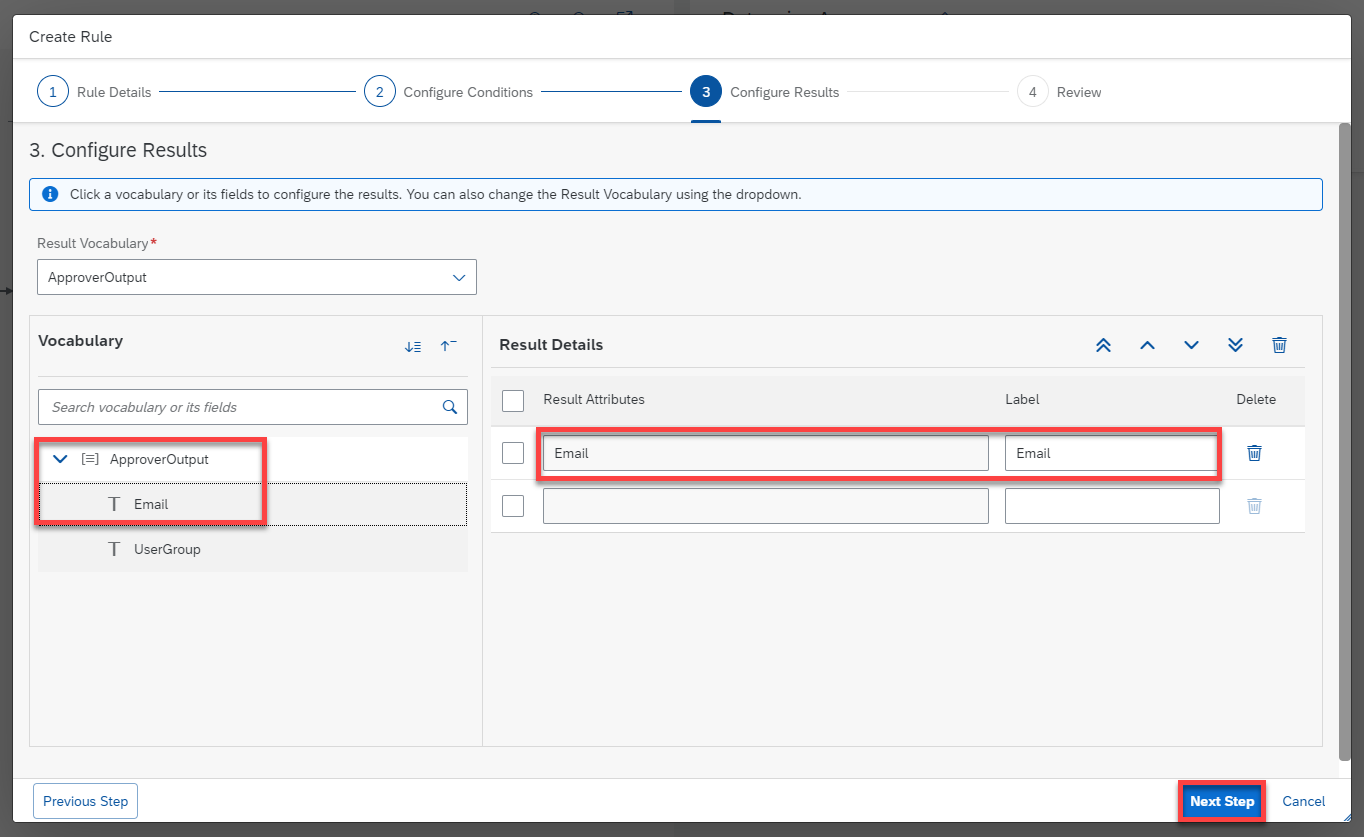 Create Rule
1 Rule Details
2 Configure Conditions
3 Configure Results
4 Review
3. Configure Results
Click a vocabulary or its fields to configure the results. You can also change the Result Vocabulary using the dropdown.
Result Vocabulary*
ApproverOutput
Vocabulary
Search vocabulary or its fields
ApproverOutput
Email
UserGroup
Result Details
Result Attributes Label Delete
Email Email
Previous Step
Next Step
Cancel